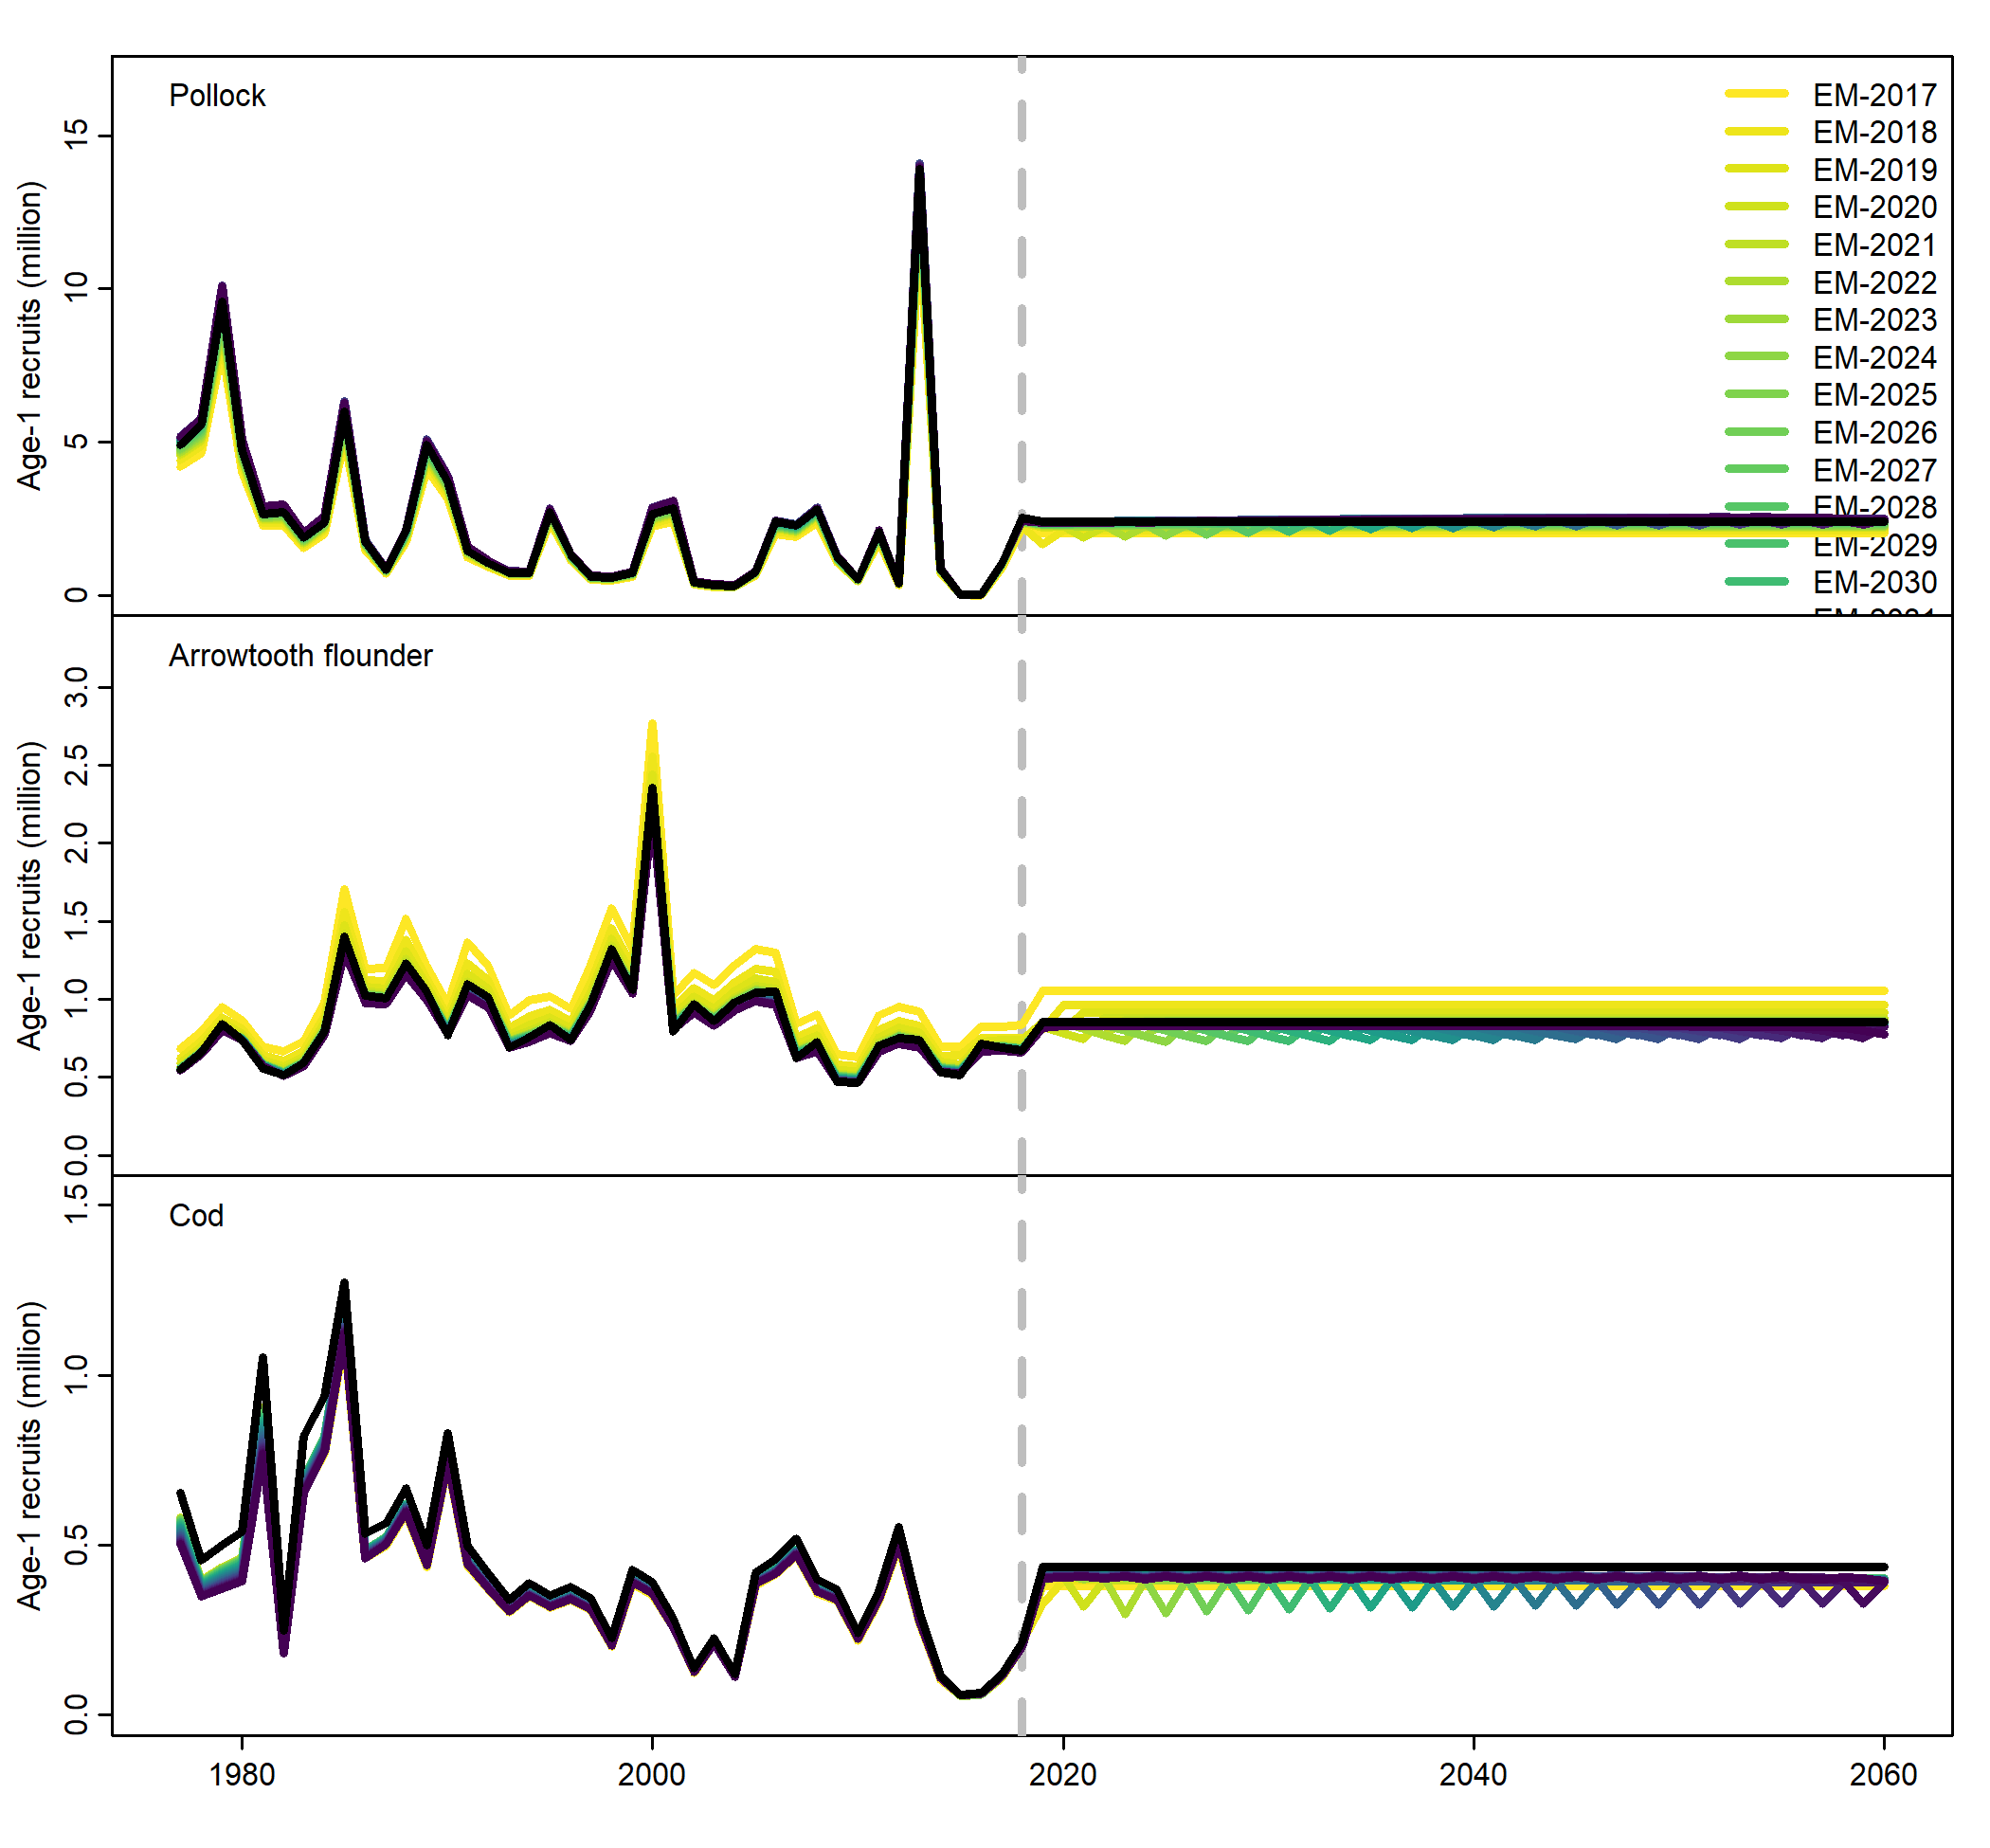 Pollock
EM-2017
EM-2018
EM-2019
EM-2020
EM-2021
EM-2022
EM-2023
EM-2024
EM-2025
EM-2026
EM-2027
EM-2028
EM-2029
EM-2030
Age-1 recruits (million)
15
10
5
0
Arrowtooth flounder
Age-1 recruits (million)
3.0
2.5
2.0
1.5
1.0
0.5
0.0
Cod
Age-1 recruits (million)
1.5
1.0
0.5
0.0
1980 2000 2020 2040 2060